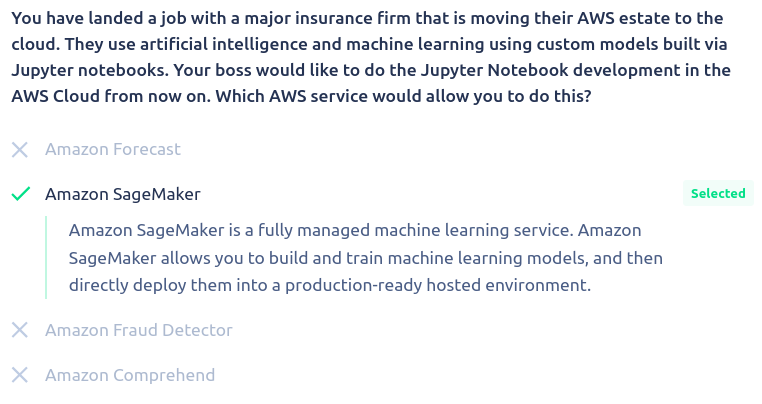 You have landed a job with a major insurance firm that is moving their AWS estate to the
cloud. They use artificial intelligence and machine learning using custom models built via
Jupyter notebooks. Your boss would like to do the Jupyter Notebook development in the
AWS Cloud from now on. Which AWS service would allow you to do this?
Amazon Forecast
Amazon SageMaker
Selected
Amazon SageMaker is a fully managed machine learning service. Amazon
SageMaker allows you to build and train machine learning models, and then
directly deploy them into a production-ready hosted environment.
Amazon Fraud Detector
Amazon Comprehend